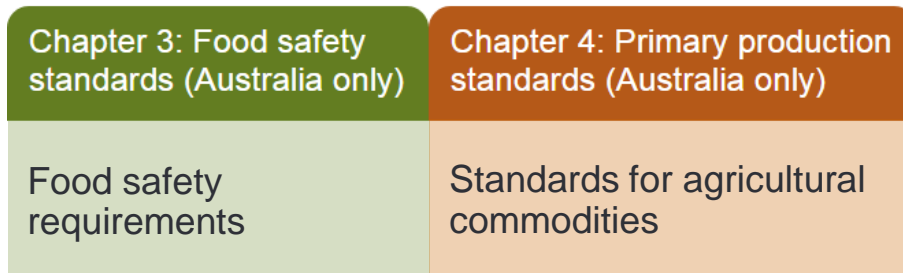 Chapter 3: Food safety
standards (Australia only)
Chapter 4: Primary production
standards (Australia only)
Food safety
requirements
Standards for agricultural
commodities